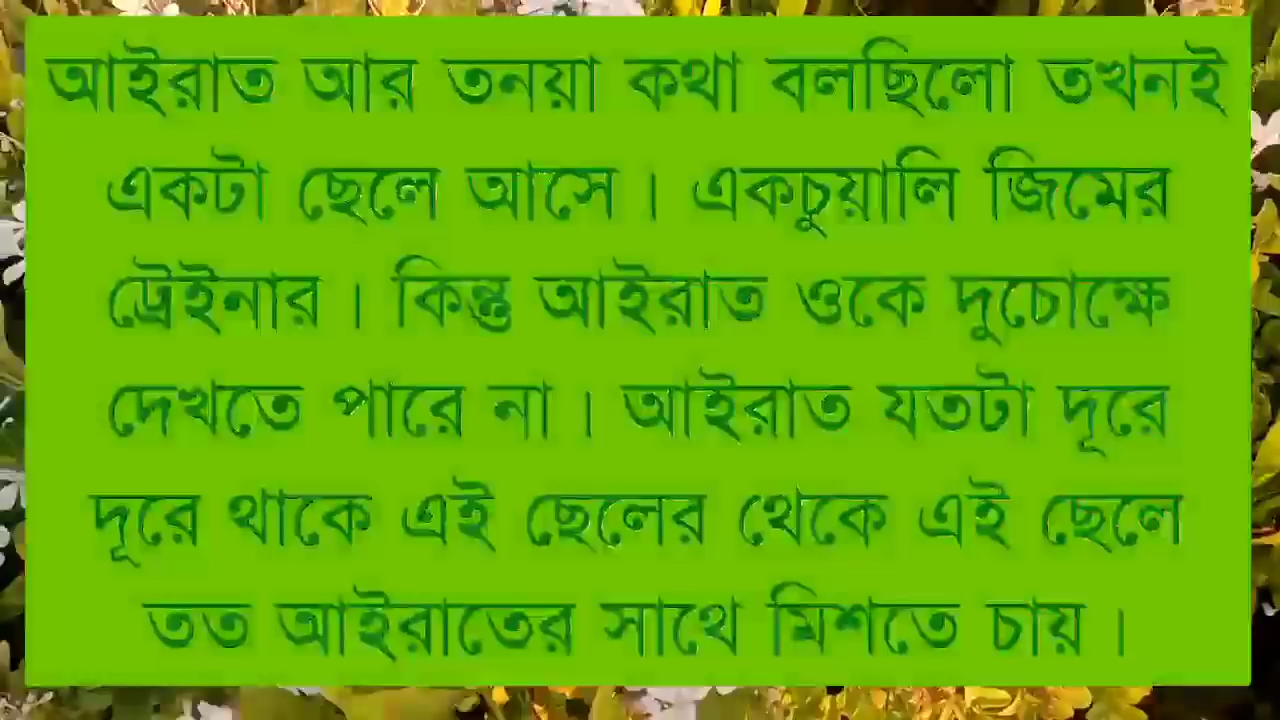 আইরাত আর তনয়া কথা বলছিলো তখনই
একটা ছেলে আসে । একচুয়ালি জিমের
ট্রেইনার । কিন্তু আইরাত ওকে দুচোক্ষে
দেখতে পারে না । আইরাত যতটা দূরে
দূরে থাকে এই ছেলের থেকে এই ছেলে
তত আইরাতের সাথে মিশতে চায় ।